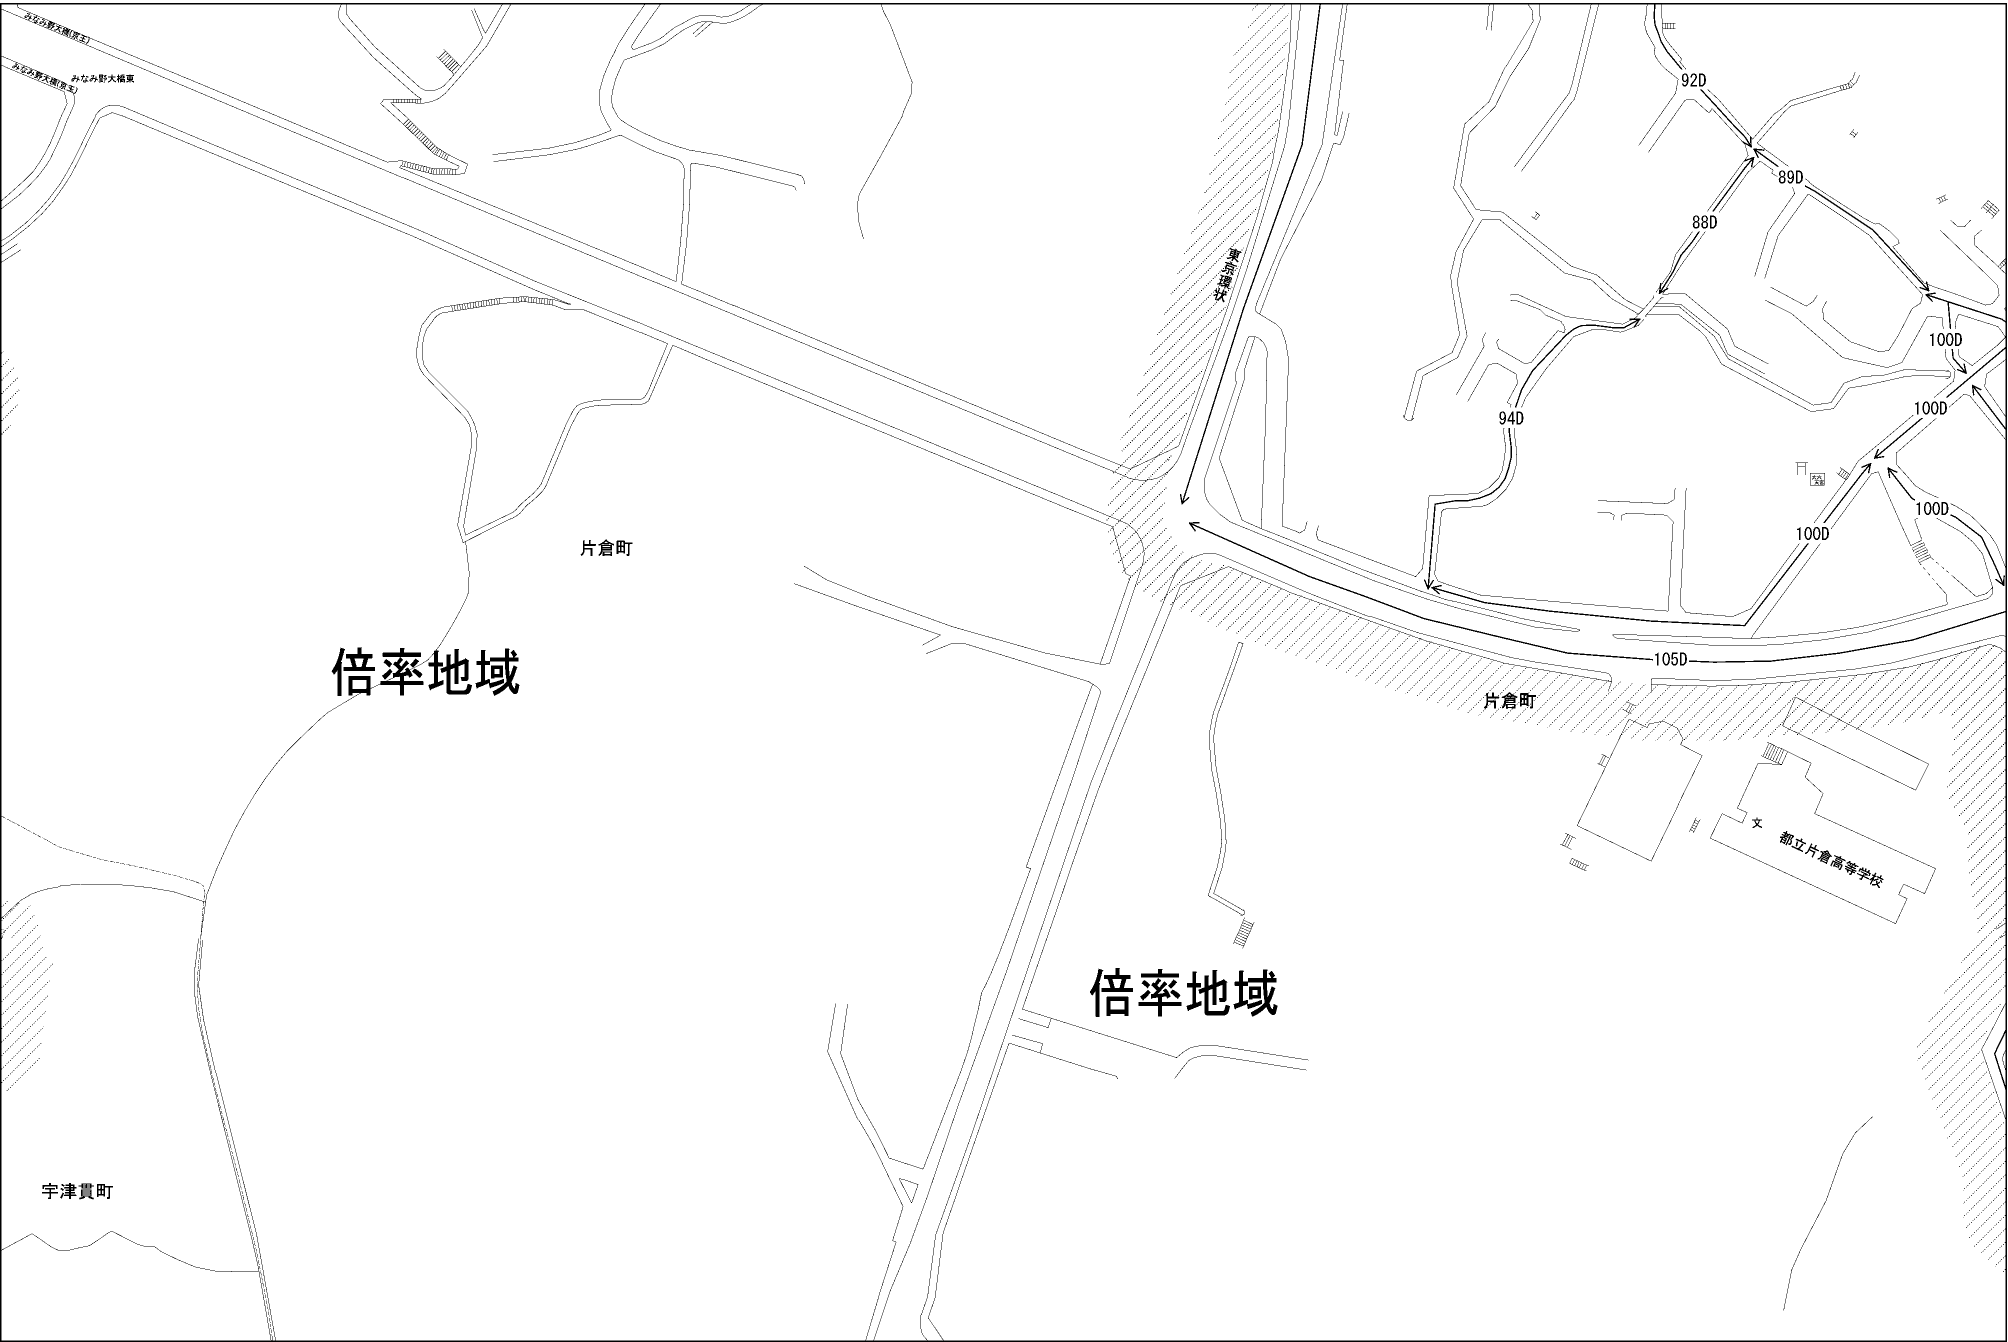 みなみ野大橋(京王)
みなみ野大橋(京王)
みなみ野大橋東
92D
89D
88D
東京環状
100D
100D
94D
100D
100D
片倉町
倍率地域
105D
片倉町
文
都立片倉高等学校
倍率地域
宇津貫町